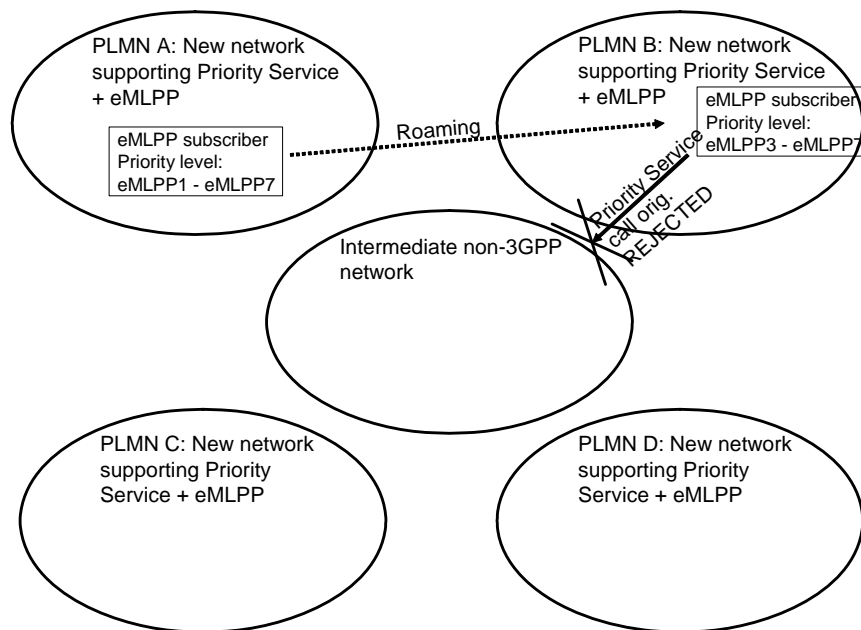 PLMN A: New network
supporting Priority Service
+ eMLPP
eMLPP subscriber
Priority level:
eMLPP1 - eMLPP7
Roaming
PLMN B: New network
supporting Priority Service
+ eMLPP
eMLPP subscriber
Priority level:
eMLPP3 - eMLPP7
Priority Service
call orig.
REJECTED
Intermediate non-3GPP
network
PLMN C: New network
supporting Priority
Service + eMLPP
PLMN D: New network
supporting Priority
Service + eMLPP